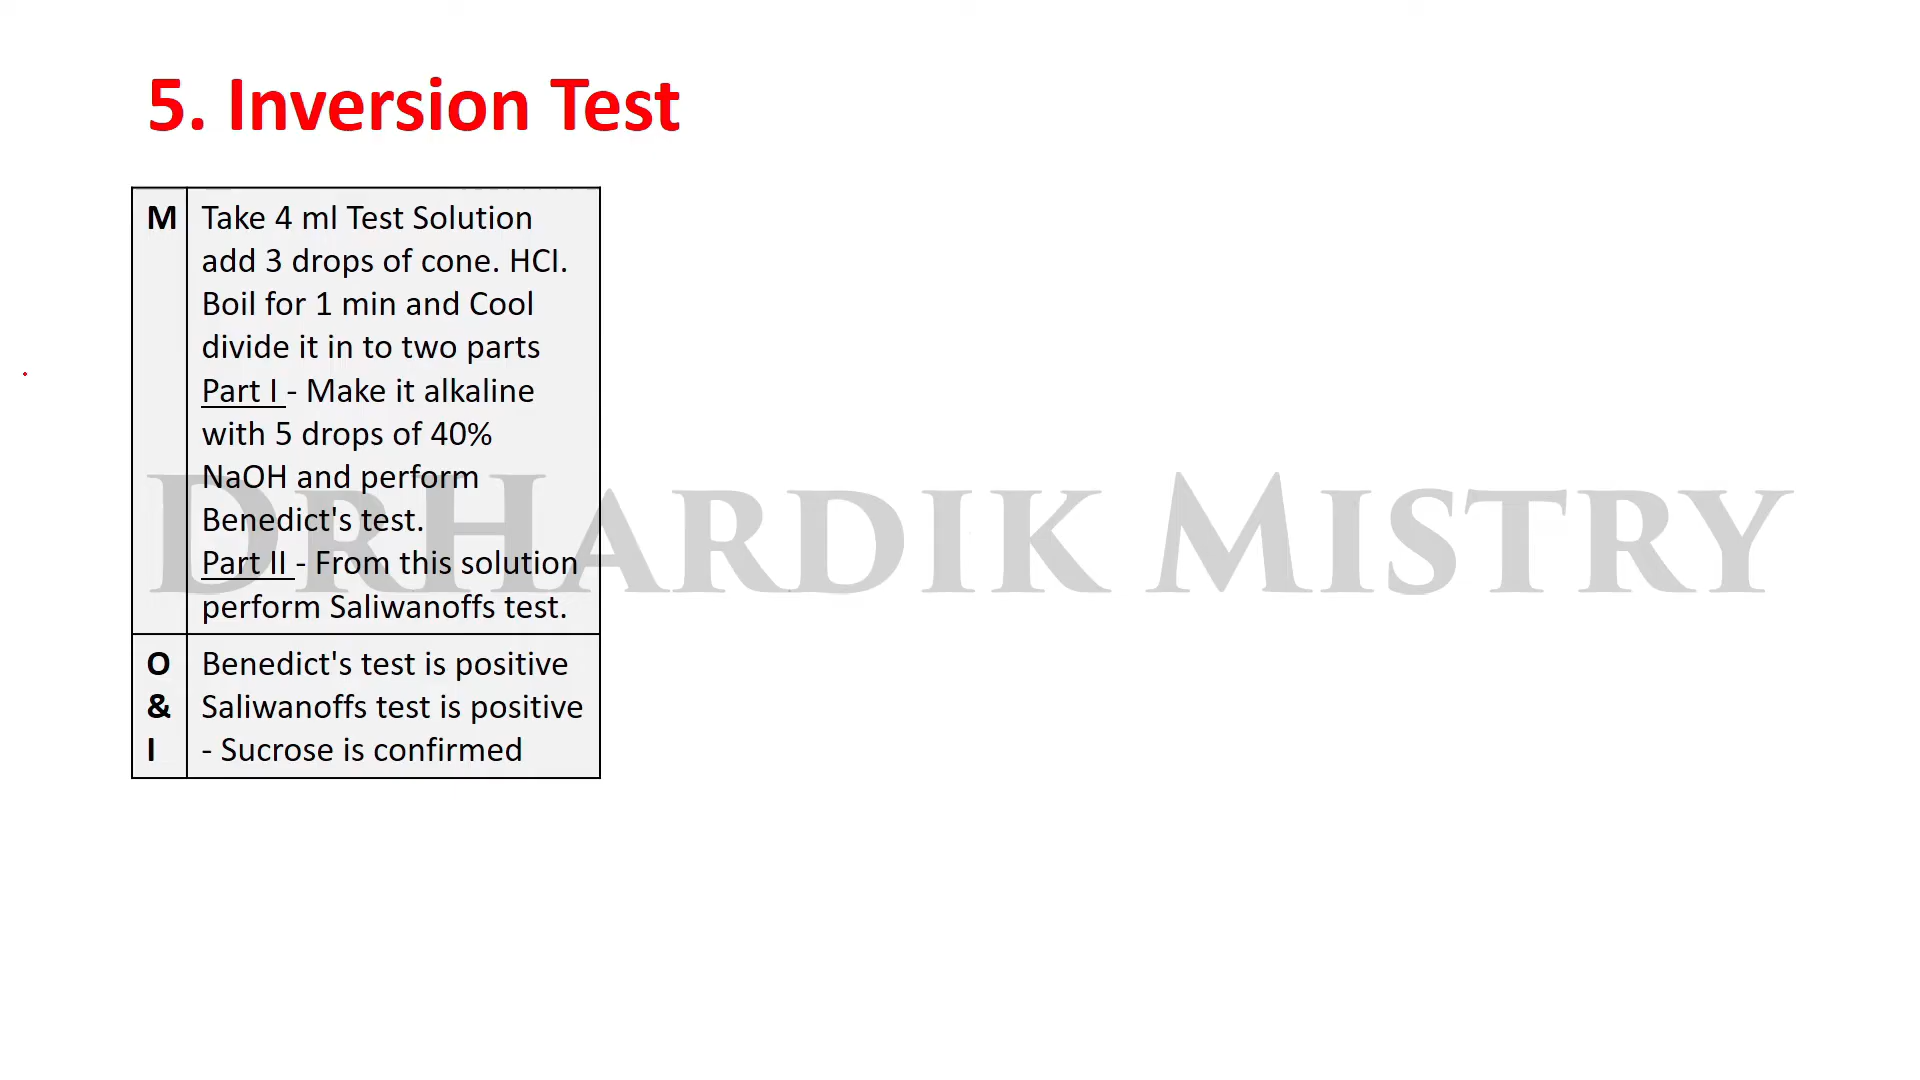 5. Inversion Test
M
Take 4 ml Test Solution
add 3 drops of cone. HCI.
Boil for 1 min and Cool
divide it in to two parts
Part I - Make it alkaline
with 5 drops of 40%
NaOH and perform
Benedict's test.
Part II - From this solution
perform Saliwanoffs test.
O
&
I
Benedict's test is positive
Saliwanoffs test is positive
- Sucrose is confirmed
DrHardik Mistry